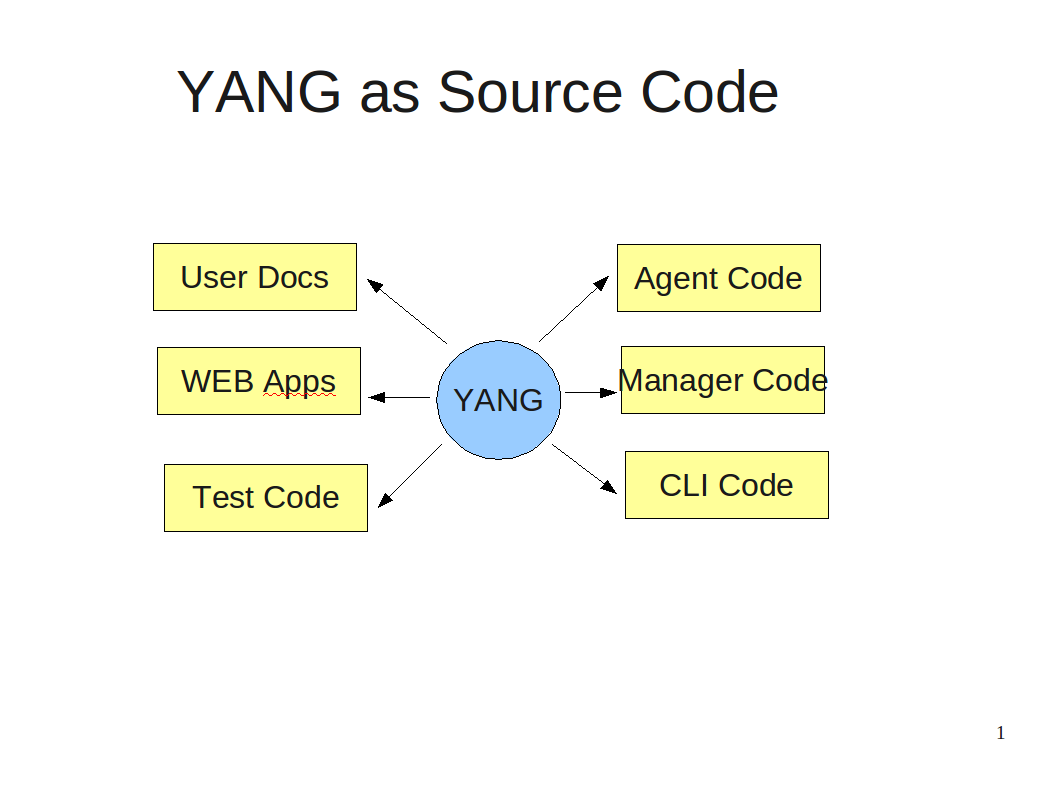 YANG as Source Code
User Docs
Agent Code
WEB Apps
Manager Code
YANG
Test Code
CLI Code
1